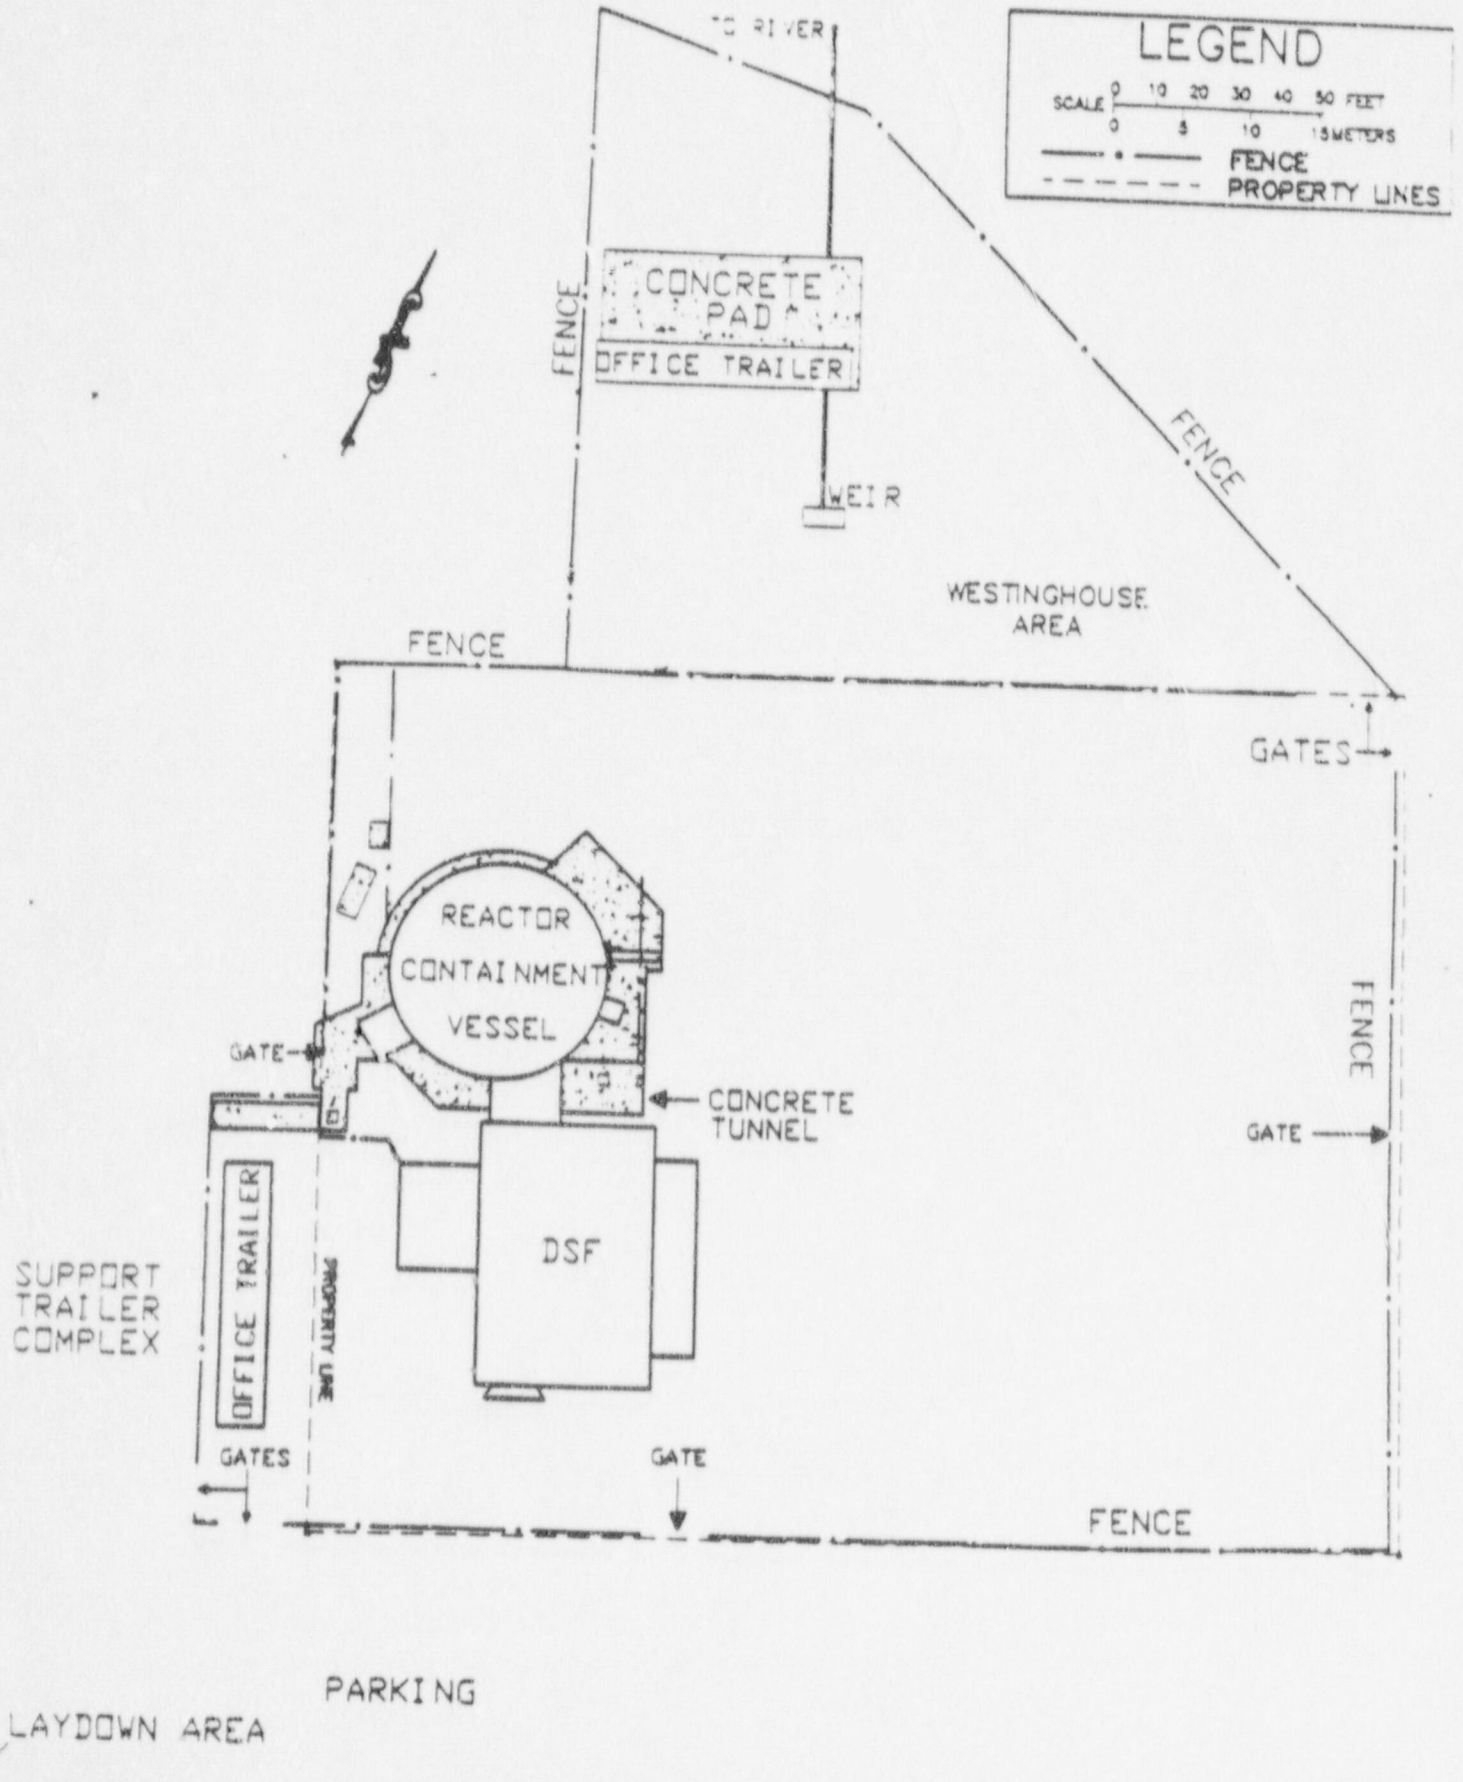 TO RIVER
LEGEND
SCALE
0 10 20 30 40 50 FEET
0 5 10 15 METERS
FENCE
PROPERTY LINES
CONCRETE
PAD
OFFICE TRAILER
FENCE
FENCE
WEIR
WESTINGHOUSE
AREA
FENCE
GATES
REACTOR
CONTAINMENT
VESSEL
FENCE
GATE
CONCRETE
TUNNEL
GATE
DSF
OFFICE TRAILER
PROPERTY LINE
SUPPORT
TRAILER
COMPLEX
GATES
GATE
FENCE
PARKING
LAYDOWN AREA